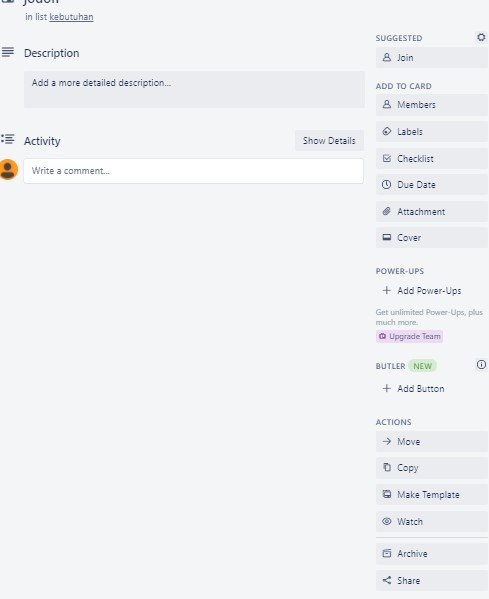 in list kebutuhan
Description
Add a more detailed description...
Activity
Show Details
Write a comment...
SUGGESTED
Join
ADD TO CARD
Members
Labels
Checklist
Due Date
Attachment
Cover
POWER-UPS
+ Add Power-Ups
Get unlimited Power-Ups, plus
much more.
Upgrade Team
BUTLER NEW
+ Add Button
ACTIONS
Move
Copy
Make Template
Watch
Archive
Share